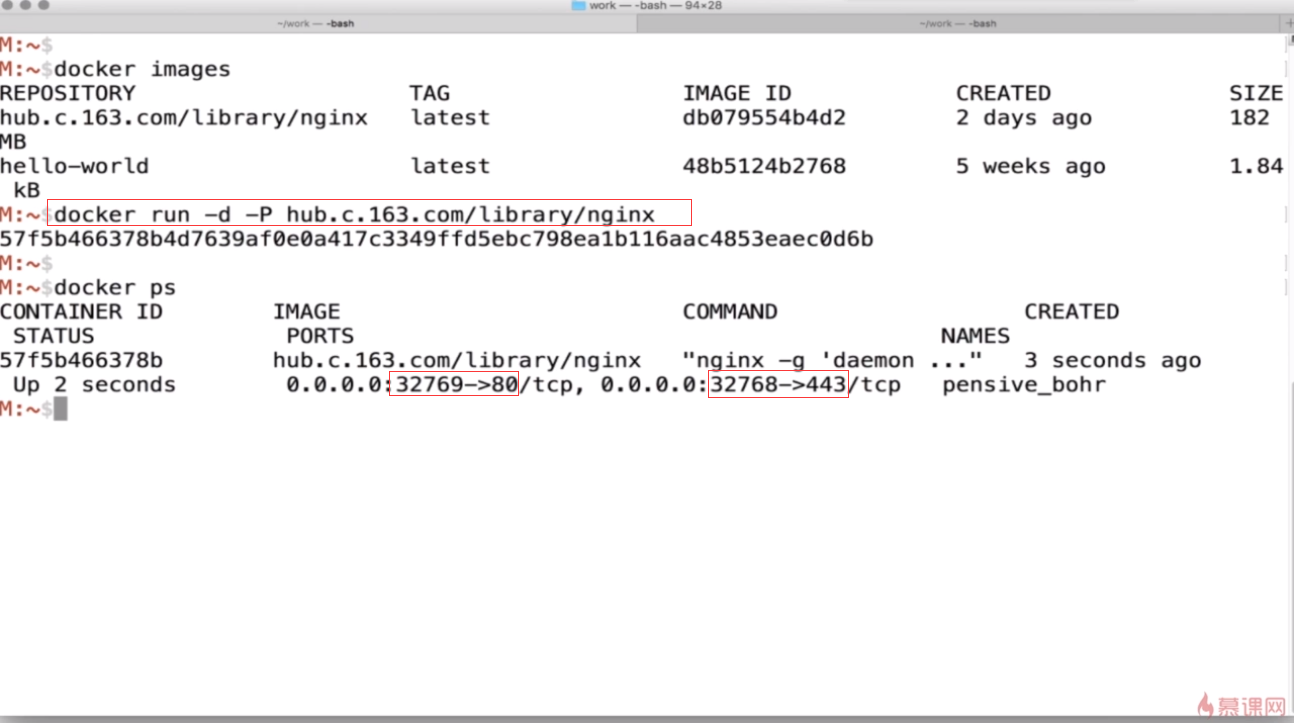 work — -bash — 94×28
~/work — -bash ~/work — -bash +
M:~$
M:~$docker images
REPOSITORY TAG IMAGE ID CREATED SIZE
hub.c.163.com/library/nginx latest db079554b4d2 2 days ago 182
MB
hello-world latest 48b5124b2768 5 weeks ago 1.84
kB
M:~$docker run -d -P hub.c.163.com/library/nginx
57f5b466378b4d7639af0e0a417c3349ffd5ebc798ea1b116aac4853eaec0d6b
M:~$
M:~$docker ps
CONTAINER ID IMAGE COMMAND CREATED
STATUS PORTS NAMES
57f5b466378b hub.c.163.com/library/nginx "nginx -g 'daemon ..." 3 seconds ago
Up 2 seconds 0.0.0.0:32769->80/tcp, 0.0.0.0:32768->443/tcp pensive_bohr
M:~$
慕课网